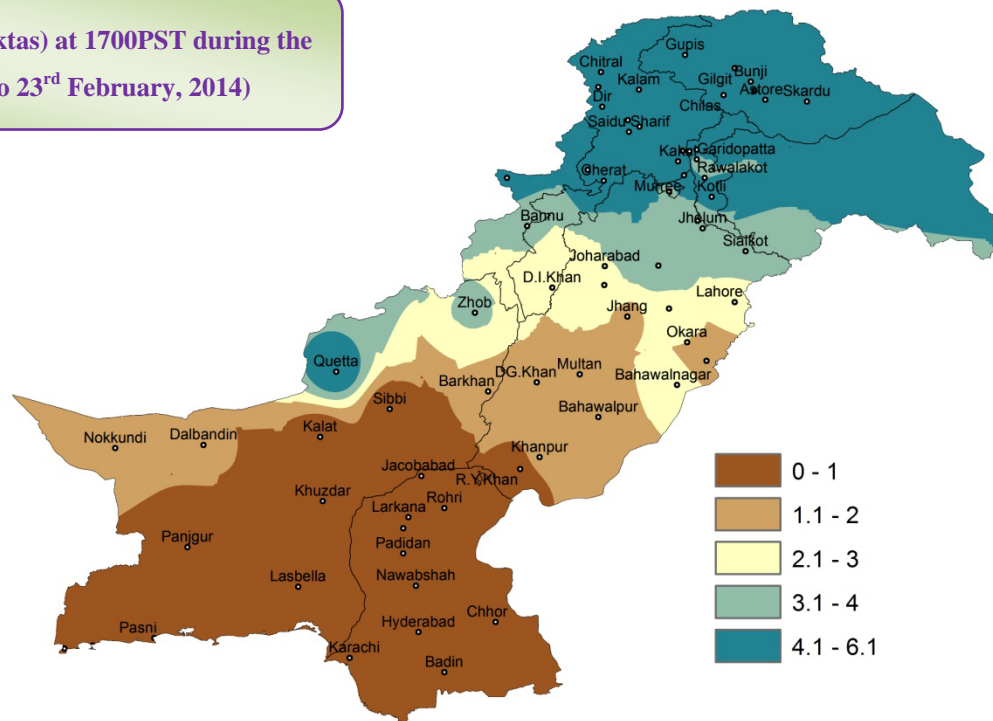 ktas) at 1700PST during the
o 23rd February, 2014)
Gupis
Chitral
Bunji
Kalam
Gilgit
Astore
Skardu
Dir
Chilas
Saidu Sharif
Garidopatta
Rawalakot
Cherat
Murree
Kotli
Bannu
Jhelum
Sialkot
Joharabad
D.I.Khan
Lahore
Zhob
Jhang
Okara
Quetta
Multan
DG.Khan
Bahawalnagar
Barkhan
Sibbi
Bahawalpur
Kalat
Nokkundi
Dalbandin
Khanpur
Jacobabad
R.Y.Khan
Khuzdar
Rohri
Larkana
Panjgur
Padidan
Lasbella
Nawabshah
Chhor
Pasni
Hyderabad
Karachi
Badin
0 - 1
1.1 - 2
2.1 - 3
3.1 - 4
4.1 - 6.1